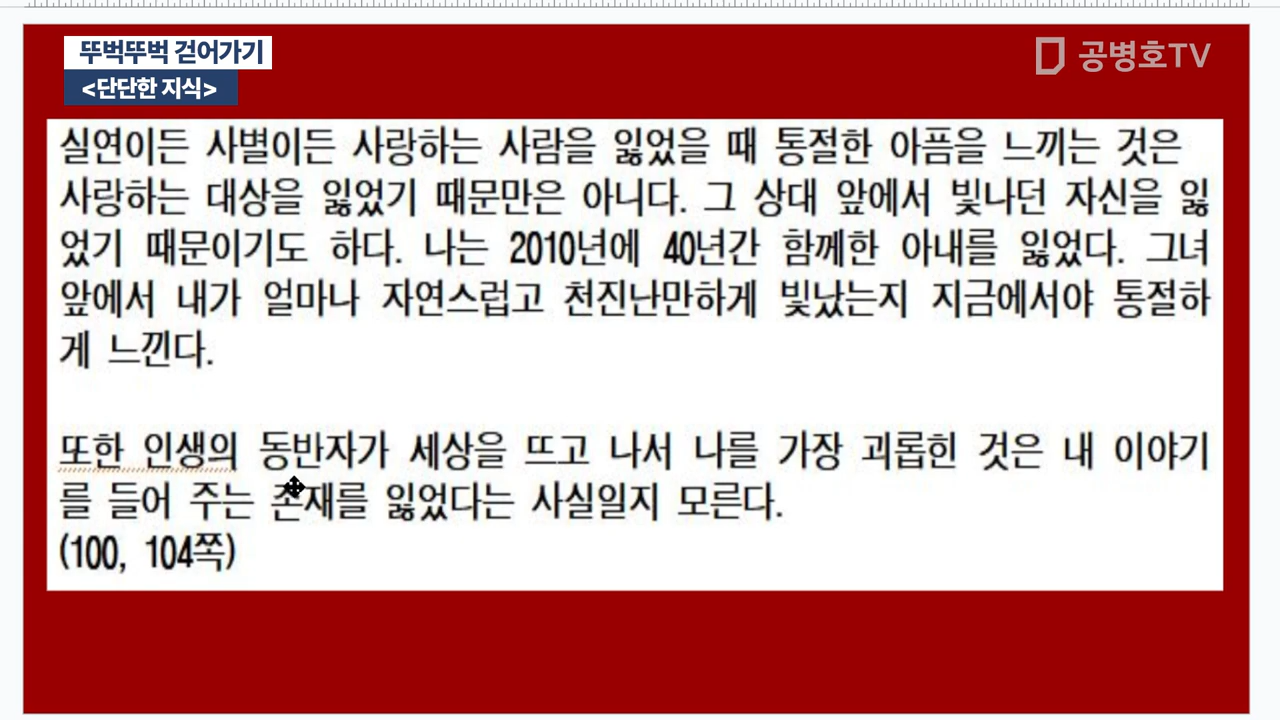 뚜벅뚜벅 걷어가기
<단단한 지식>
공병호TV
실연이든 사별이든 사랑하는 사람을 잃었을 때 통절한 아픔을 느끼는 것은
사랑하는 대상을 잃었기 때문만은 아니다. 그 상대 앞에서 빛나던 자신을 잃
었기 때문이기도 하다. 나는 2010년에 40년간 함께한 아내를 잃었다. 그녀
앞에서 내가 얼마나 자연스럽고 천진난만하게 빛났는지 지금에서야 통절하
게 느낀다.
또한 인생의 동반자가 세상을 뜨고 나서 나를 가장 괴롭힌 것은 내 이야기
를 들어 주는 존재를 잃었다는 사실일지 모른다.
(100, 104쪽)